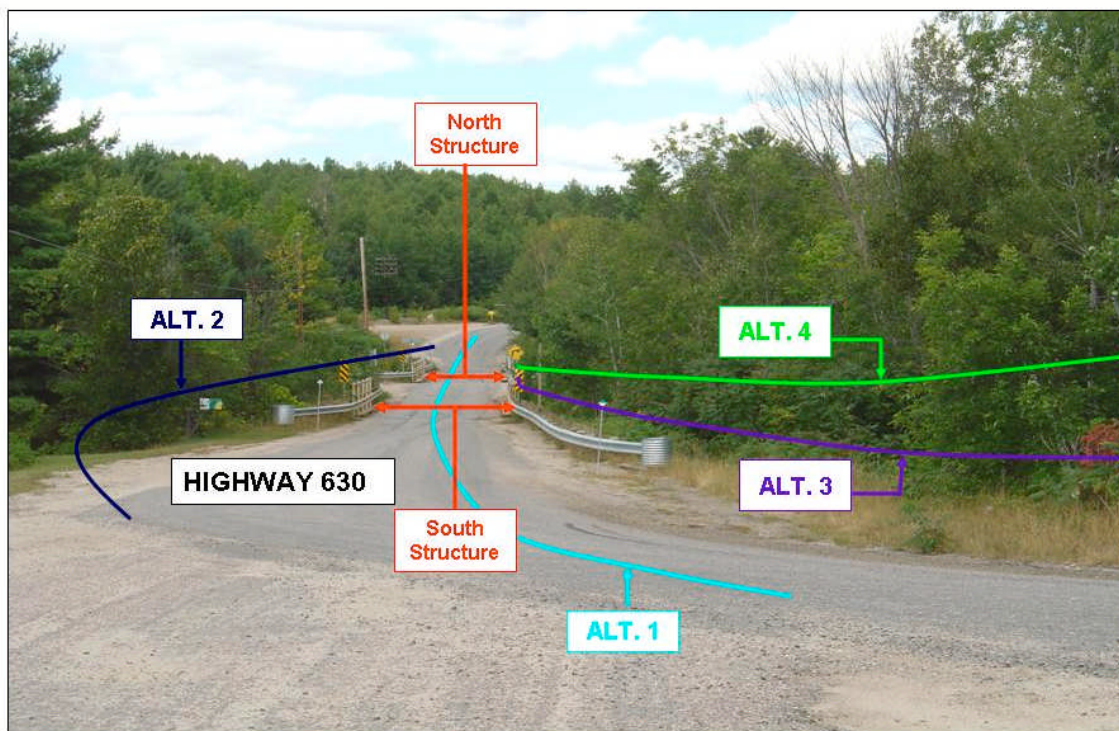 North
Structure
ALT. 2
ALT. 4
HIGHWAY 630
ALT. 3
South
Structure
ALT. 1